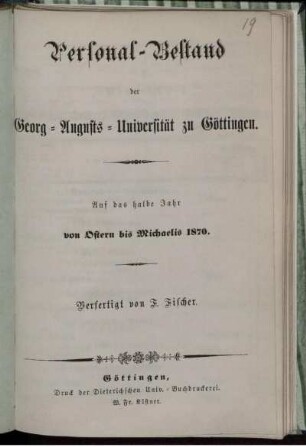 19
Personal-Bestand
der
Georg-Augusts-Universität zu Göttingen.
Auf das halbe Jahr
von Ostern bis Michaelis 1870.
Verfertigt von F. Fischer.
Göttingen,
Druck der Dieterichschen Univ.-Buchdruckerei.
W. Fr. Kästner.